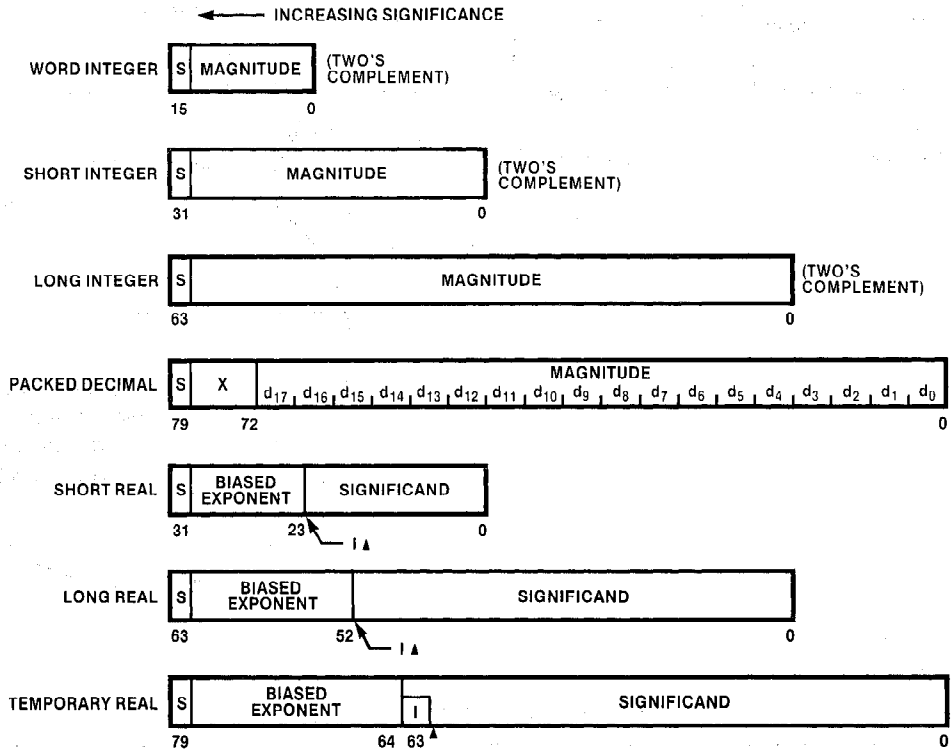 INCREASING SIGNIFICANCE
WORD INTEGER S MAGNITUDE (TWO'S COMPLEMENT)
15 0
SHORT INTEGER S MAGNITUDE (TWO'S COMPLEMENT)
31 0
LONG INTEGER S MAGNITUDE (TWO'S COMPLEMENT)
63 0
PACKED DECIMAL S X MAGNITUDE
d17 d16 d15 d14 d13 d12 d11 d10 d9 d8 d7 d6 d5 d4 d3 d2 d1 d0
79 72 0
SHORT REAL S BIASED EXPONENT SIGNIFICAND
31 23 0
I
LONG REAL S BIASED EXPONENT SIGNIFICAND
63 52 0
I
TEMPORARY REAL S BIASED EXPONENT I SIGNIFICAND
79 64 63 0